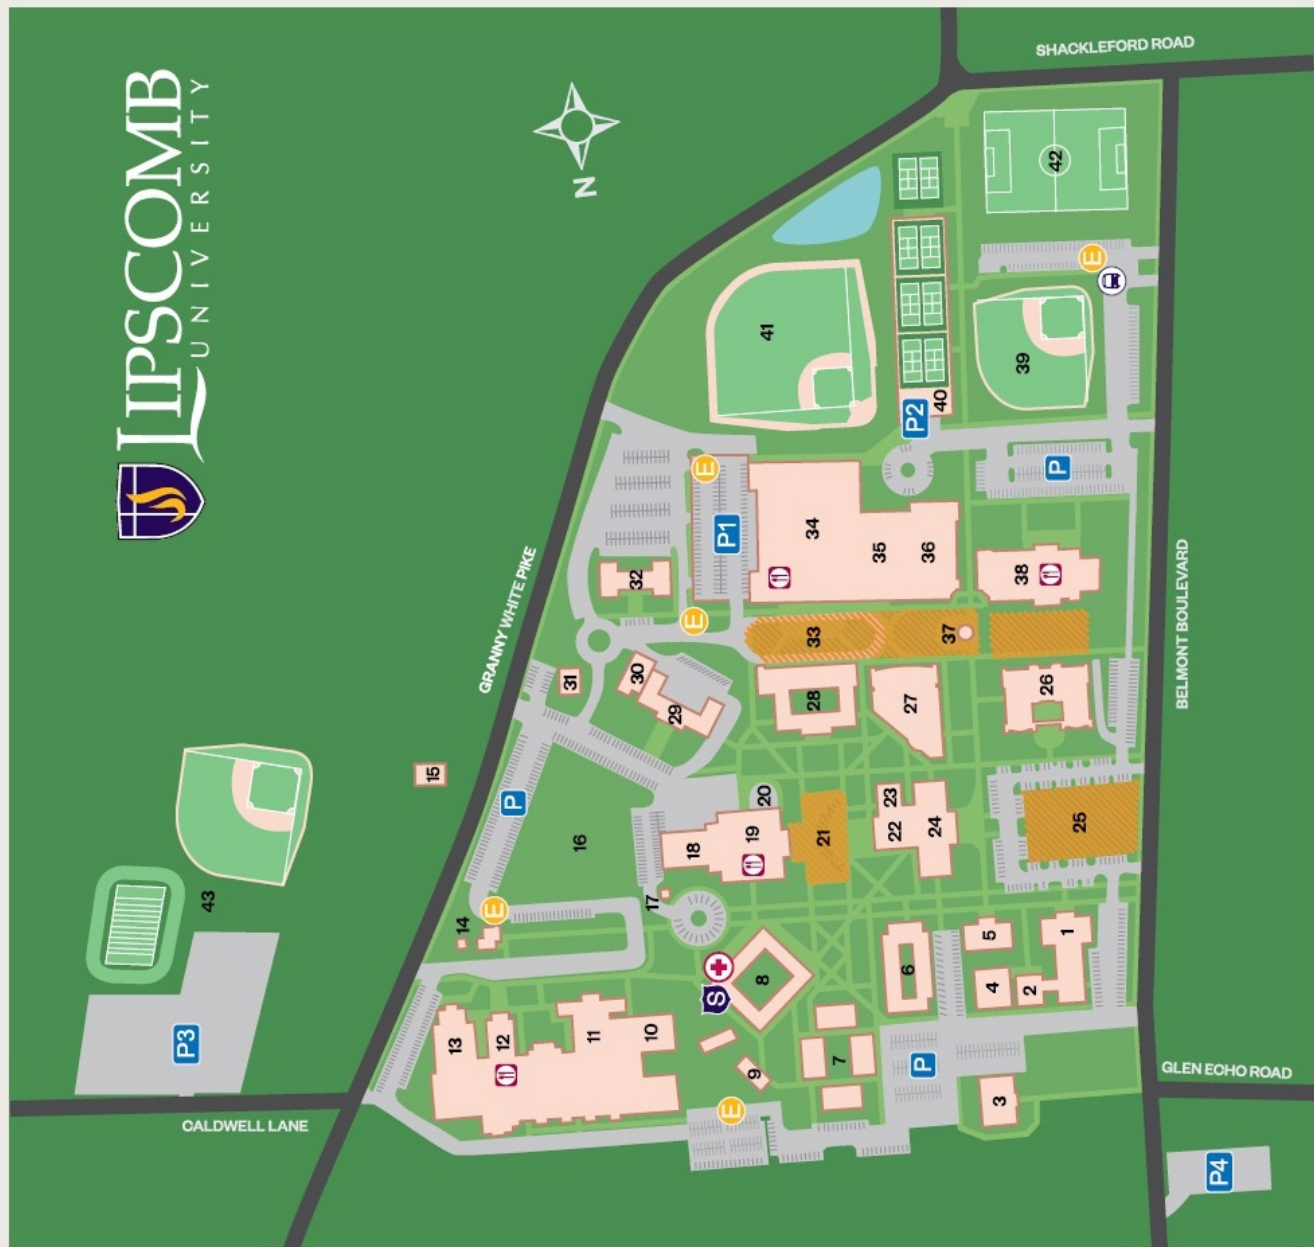 LIPSCOMB
UNIVERSITY
N
SHACKLEFORD ROAD
GRANNY WHITE PIKE
BELMONT BOULEVARD
CALDWELL LANE
GLEN ECHO ROAD
42
E
41
39
40
P2
P
E
P1
34
35
36
38
32
E
33
37
31
30
29
28
27
26
15
P
16
20
19
18
21
23
22
24
25
43
17
14
E
5
1
6
4
2
8
S
13
12
11
10
9
7
P
3
P3
E
P4